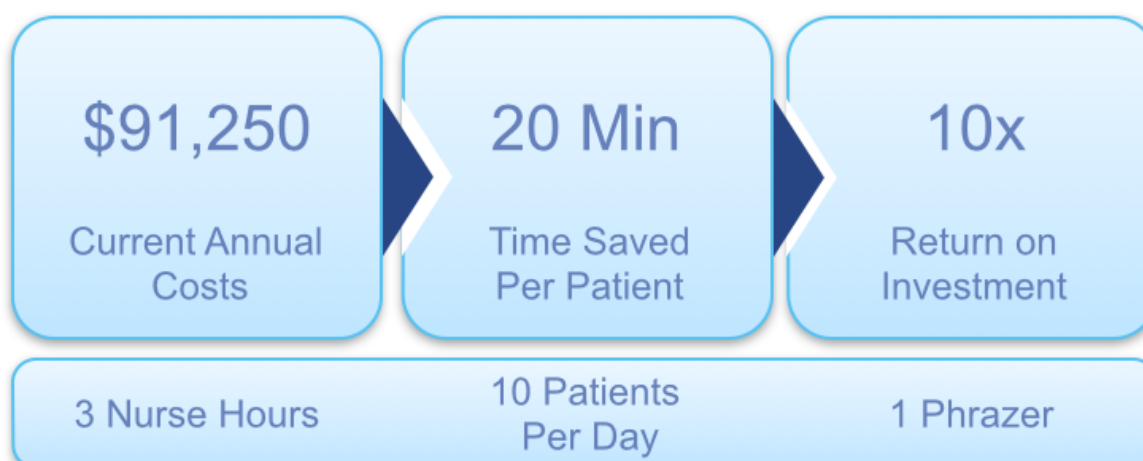 $91,250
Current Annual
Costs
20 Min
Time Saved
Per Patient
10x
Return on
Investment
3 Nurse Hours
10 Patients
Per Day
1 Phrazer